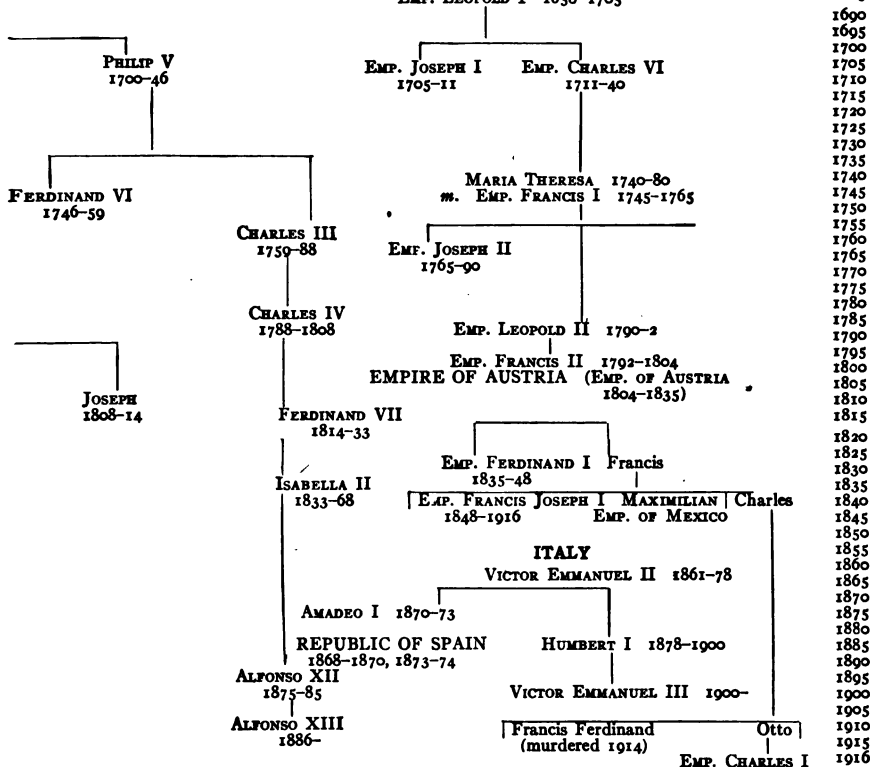 EMP. LEOPOLD I
PHILIP V
1700–46
EMP. JOSEPH I
1705–11
EMP. CHARLES VI
1711–40
FERDINAND VI
1746–59
MARIA THERESA 1740–80
m. EMP. FRANCIS I 1745–1765
CHARLES III
1759–88
EMP. JOSEPH II
1765–90
CHARLES IV
1788–1808
EMP. LEOPOLD II 1790–2
EMP. FRANCIS II 1792–1804
EMPIRE OF AUSTRIA (EMP. OF AUSTRIA
1804–1835)
JOSEPH
1808–14
FERDINAND VII
1814–33
EMP. FERDINAND I Francis
1835–48
ISABELLA II
1833–68
EMP. FRANCIS JOSEPH I MAXIMILIAN Charles
1848–1916 EMP. OF MEXICO
ITALY
VICTOR EMMANUEL II 1861–78
AMADEO I 1870–73
REPUBLIC OF SPAIN
1868–1870, 1873–74
HUMBERT I 1878–1900
ALFONSO XII
1875–85
VICTOR EMMANUEL III 1900–
ALFONSO XIII
1886–
Francis Ferdinand Otto
(murdered 1914)
EMP. CHARLES I
1690
1695
1700
1705
1710
1715
1720
1725
1730
1735
1740
1745
1750
1755
1760
1765
1770
1775
1780
1785
1790
1795
1800
1805
1810
1815
1820
1825
1830
1835
1840
1845
1850
1855
1860
1865
1870
1875
1880
1885
1890
1895
1900
1905
1910
1915
1916